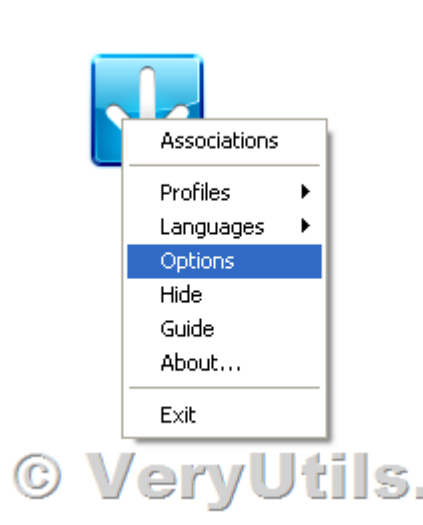 Associations
Profiles
Languages
Options
Hide
Guide
About...
Exit
© VeryUtils.